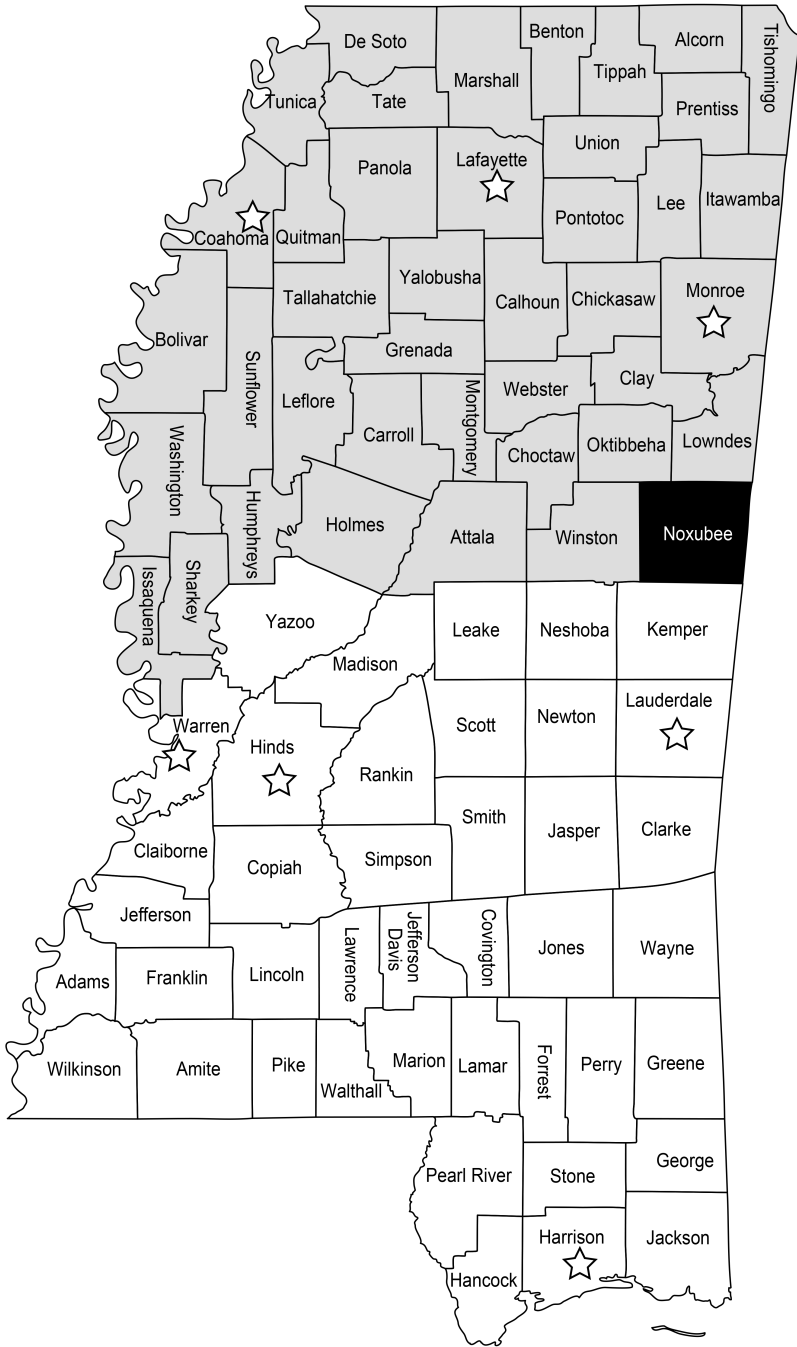 De Soto
Benton
Alcorn
Tishomingo
Marshall
Tippah
Tunica
Tate
Prentiss
Union
Panola
Lafayette
Lee
Itawamba
Pontotoc
Coahoma
Quitman
Tallahatchie
Yalobusha
Calhoun
Chickasaw
Monroe
Bolivar
Sunflower
Grenada
Leflore
Montgomery
Webster
Clay
Carroll
Washington
Choctaw
Oktibbeha
Lowndes
Humphreys
Holmes
Attala
Winston
Noxubee
Issaquena
Sharkey
Yazoo
Leake
Neshoba
Kemper
Madison
Warren
Hinds
Scott
Newton
Lauderdale
Rankin
Smith
Jasper
Clarke
Claiborne
Copiah
Simpson
Jefferson
Lawrence
Jefferson
Davis
Covington
Jones
Wayne
Adams
Franklin
Lincoln
Wilkinson
Amite
Pike
Walthall
Marion
Lamar
Forrest
Perry
Greene
Pearl River
Stone
George
Harrison
Jackson
Hancock